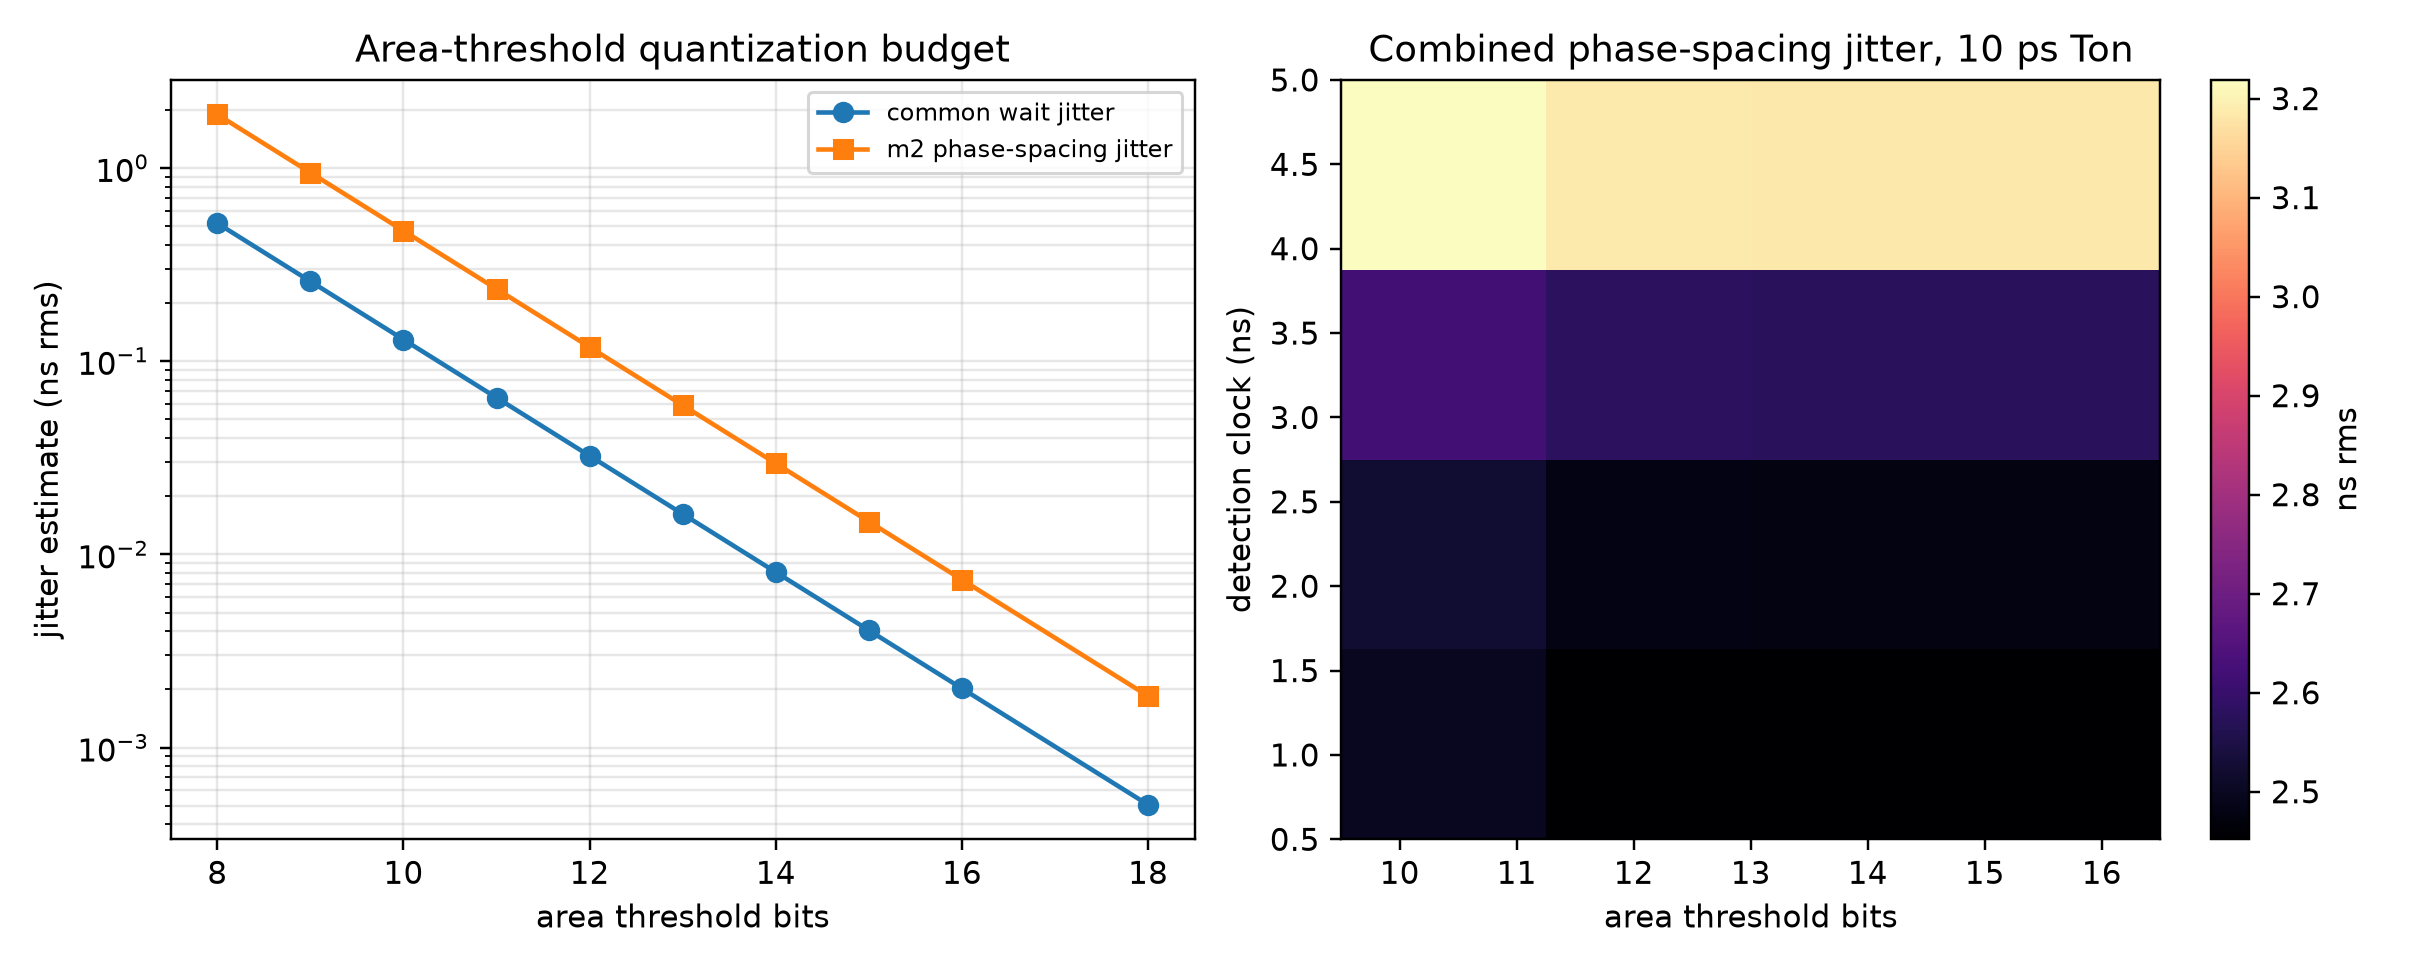 Area-threshold quantization budget
common wait jitter
m2 phase-spacing jitter
10⁰
10⁻¹
10⁻²
10⁻³
jitter estimate (ns rms)
8 10 12 14 16 18
area threshold bits
Combined phase-spacing jitter, 10 ps Ton
5.0
4.5
4.0
3.5
3.0
2.5
2.0
1.5
1.0
0.5
detection clock (ns)
10 11 12 13 14 15 16
area threshold bits
3.2
3.1
3.0
2.9
2.8
2.7
2.6
2.5
ns rms